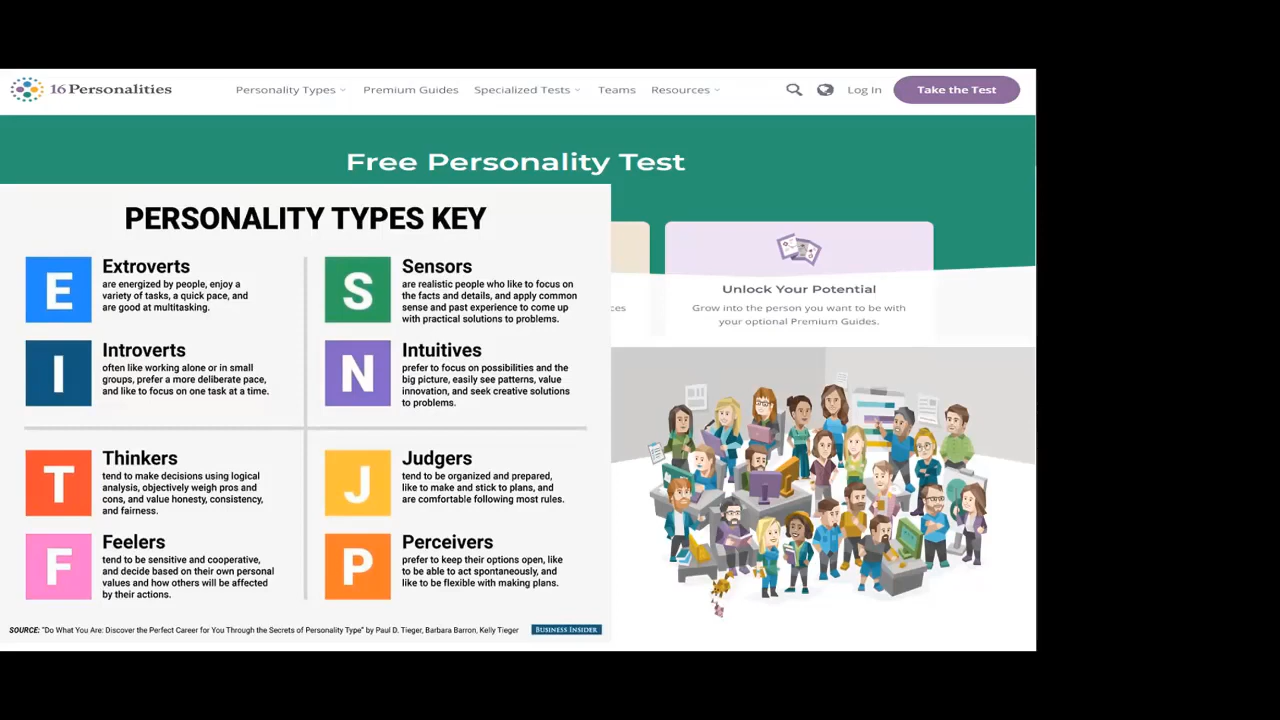 16 Personalities
Personality Types
Premium Guides
Specialized Tests
Teams
Resources
Log In
Take the Test
Free Personality Test
PERSONALITY TYPES KEY
E
Extroverts
are energized by people, enjoy a
variety of tasks, a quick pace, and
are good at multitasking.
S
Sensors
are realistic people who like to focus on
the facts and details, and apply common
sense and past experience to come up
with practical solutions to problems.
I
Introverts
often like working alone or in small
groups, prefer a more deliberate pace,
and like to focus on one task at a time.
N
Intuitives
prefer to focus on possibilities and the
big picture, easily see patterns, value
innovation, and seek creative solutions
to problems.
T
Thinkers
tend to make decisions using logical
analysis, objectively weigh pros and
cons, and value honesty, consistency,
and fairness.
J
Judgers
tend to be organized and prepared,
like to make and stick to plans, and
are comfortable following most rules.
F
Feelers
tend to be sensitive and cooperative,
and decide based on their own personal
values and how others will be affected
by their actions.
P
Perceivers
prefer to keep their options open, like
to be able to act spontaneously, and
like to be flexible with making plans.
SOURCE: "Do What You Are: Discover the Perfect Career for You Through the Secrets of Personality Type" by Paul D. Tieger, Barbara Barron, Kelly Tieger
BUSINESS INSIDER
ces
Unlock Your Potential
Grow into the person you want to be with
your optional Premium Guides.